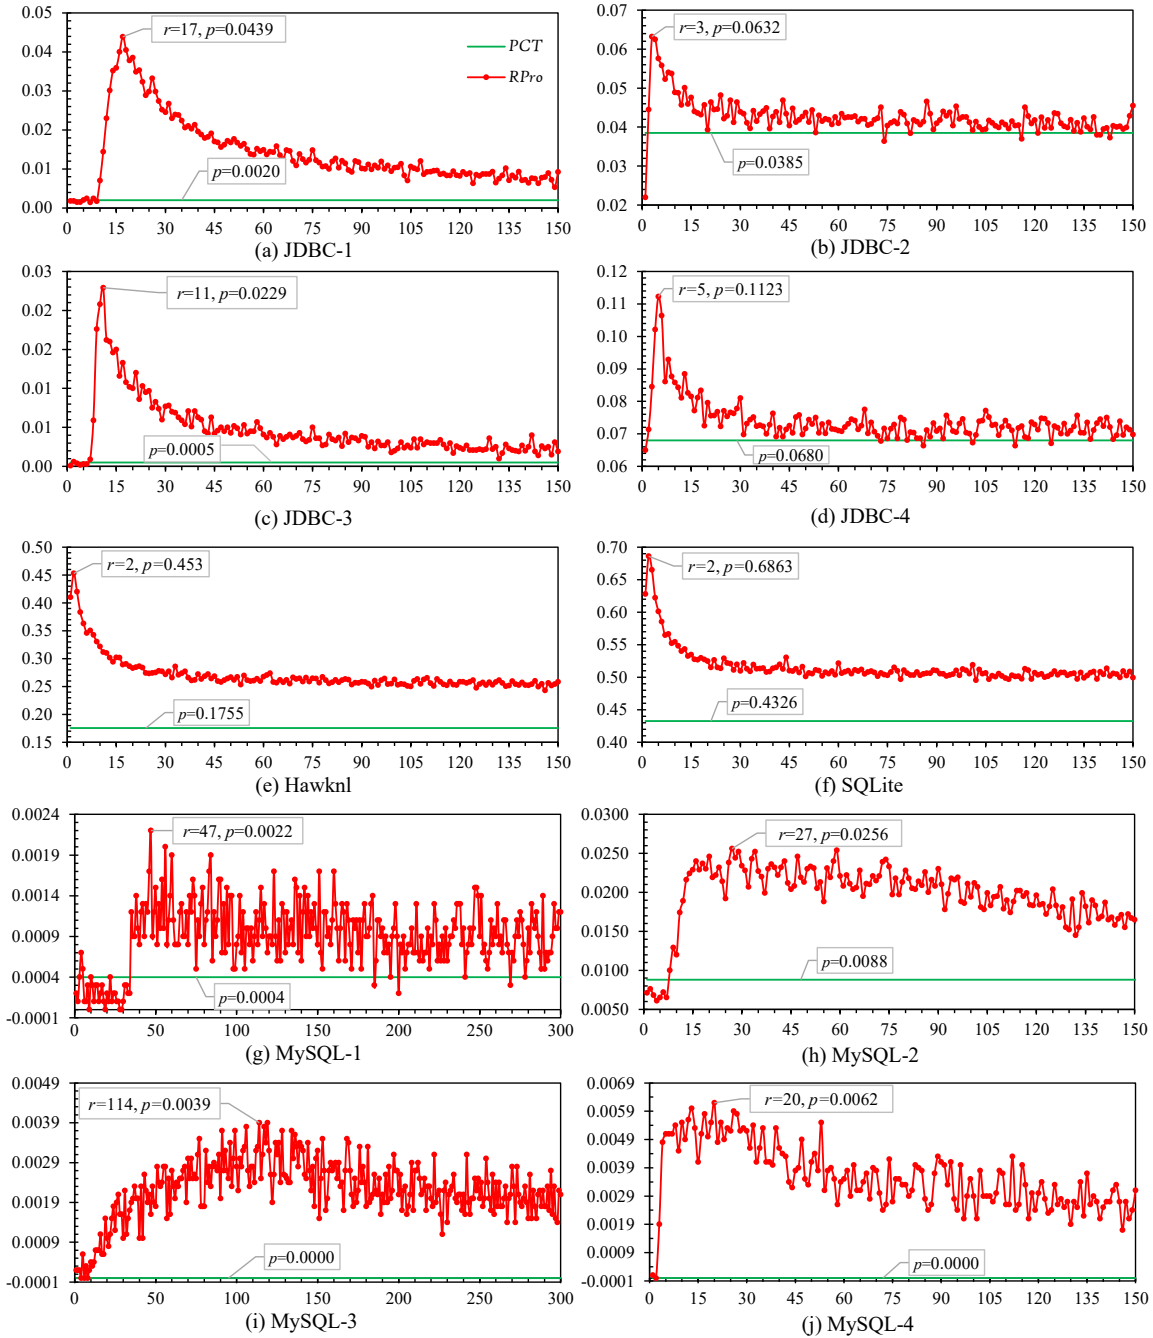 0.05
0.04
0.03
0.02
0.01
0.00
r=17, p=0.0439
PCT
RPro
p=0.0020
0 15 30 45 60 75 90 105 120 135 150
(a) JDBC-1
0.07
0.06
0.05
0.04
0.03
0.02
r=3, p=0.0632
p=0.0385
0 15 30 45 60 75 90 105 120 135 150
(b) JDBC-2
0.03
0.02
0.02
0.01
0.01
0.00
r=11, p=0.0229
p=0.0005
0 15 30 45 60 75 90 105 120 135 150
(c) JDBC-3
0.12
0.11
0.10
0.09
0.08
0.07
0.06
r=5, p=0.1123
p=0.0680
0 15 30 45 60 75 90 105 120 135 150
(d) JDBC-4
0.50
0.45
0.40
0.35
0.30
0.25
0.20
0.15
r=2, p=0.453
p=0.1755
0 15 30 45 60 75 90 105 120 135 150
(e) Hawknl
0.70
0.65
0.60
0.55
0.50
0.45
0.40
r=2, p=0.6863
p=0.4326
0 15 30 45 60 75 90 105 120 135 150
(f) SQLite
0.0024
0.0019
0.0014
0.0009
0.0004
-0.0001
r=47, p=0.0022
p=0.0004
0 50 100 150 200 250 300
(g) MySQL-1
0.0300
0.0250
0.0200
0.0150
0.0100
0.0050
r=27, p=0.0256
p=0.0088
0 15 30 45 60 75 90 105 120 135 150
(h) MySQL-2
0.0049
0.0039
0.0029
0.0019
0.0009
-0.0001
r=114, p=0.0039
p=0.0000
0 50 100 150 200 250 300
(i) MySQL-3
0.0069
0.0059
0.0049
0.0039
0.0029
0.0019
0.0009
-0.0001
r=20, p=0.0062
p=0.0000
0 15 30 45 60 75 90 105 120 135 150
(j) MySQL-4